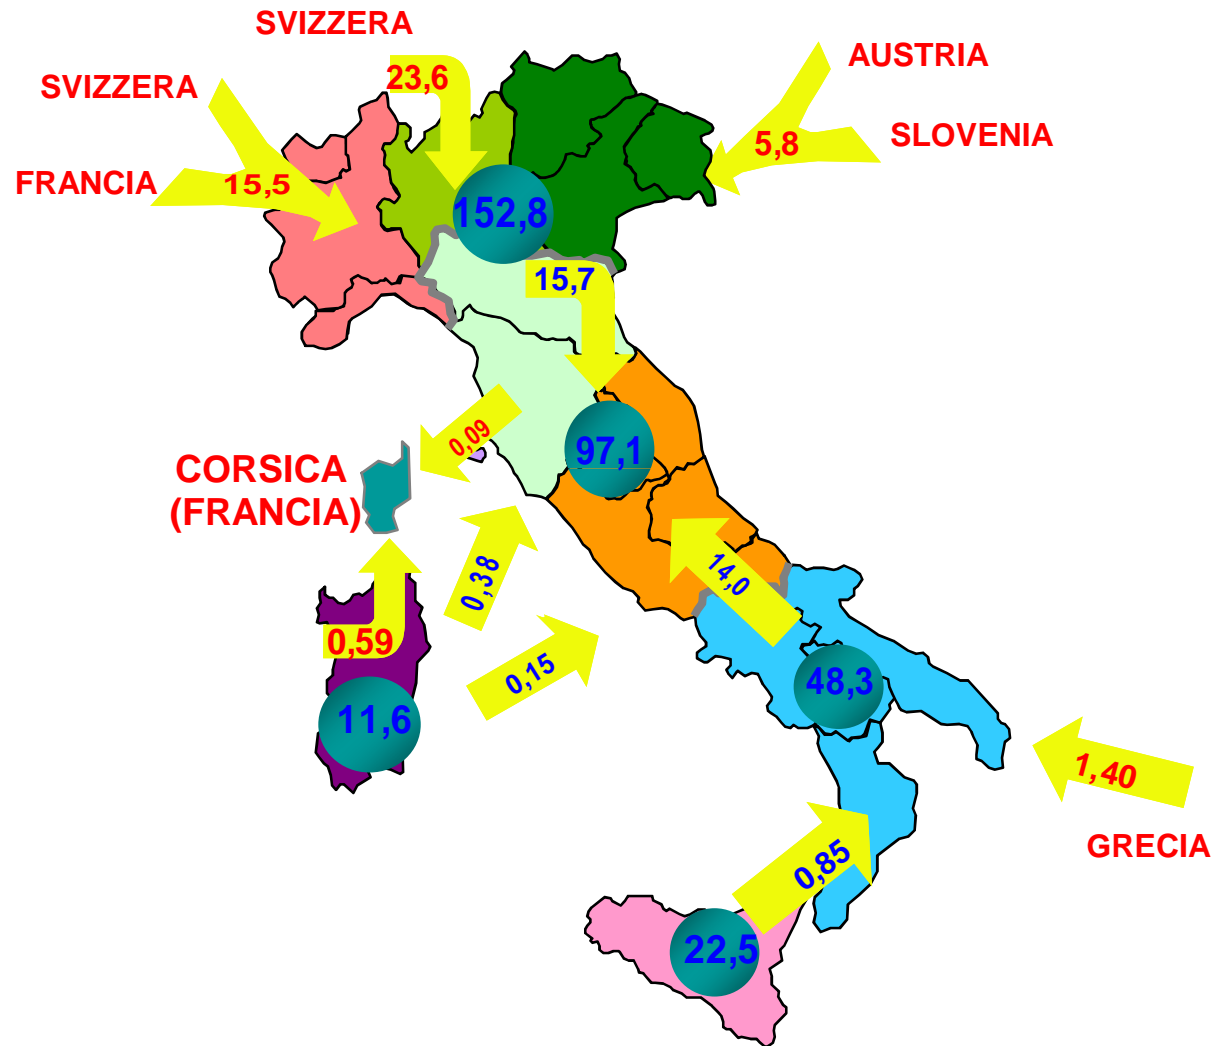 SVIZZERA
SVIZZERA
23,6
AUSTRIA
SLOVENIA
5,8
FRANCIA
15,5
152,8
15,7
0,09
97,1
CORSICA
(FRANCIA)
0,38
14,0
0,59
0,15
11,6
48,3
1,40
GRECIA
0,85
22,5